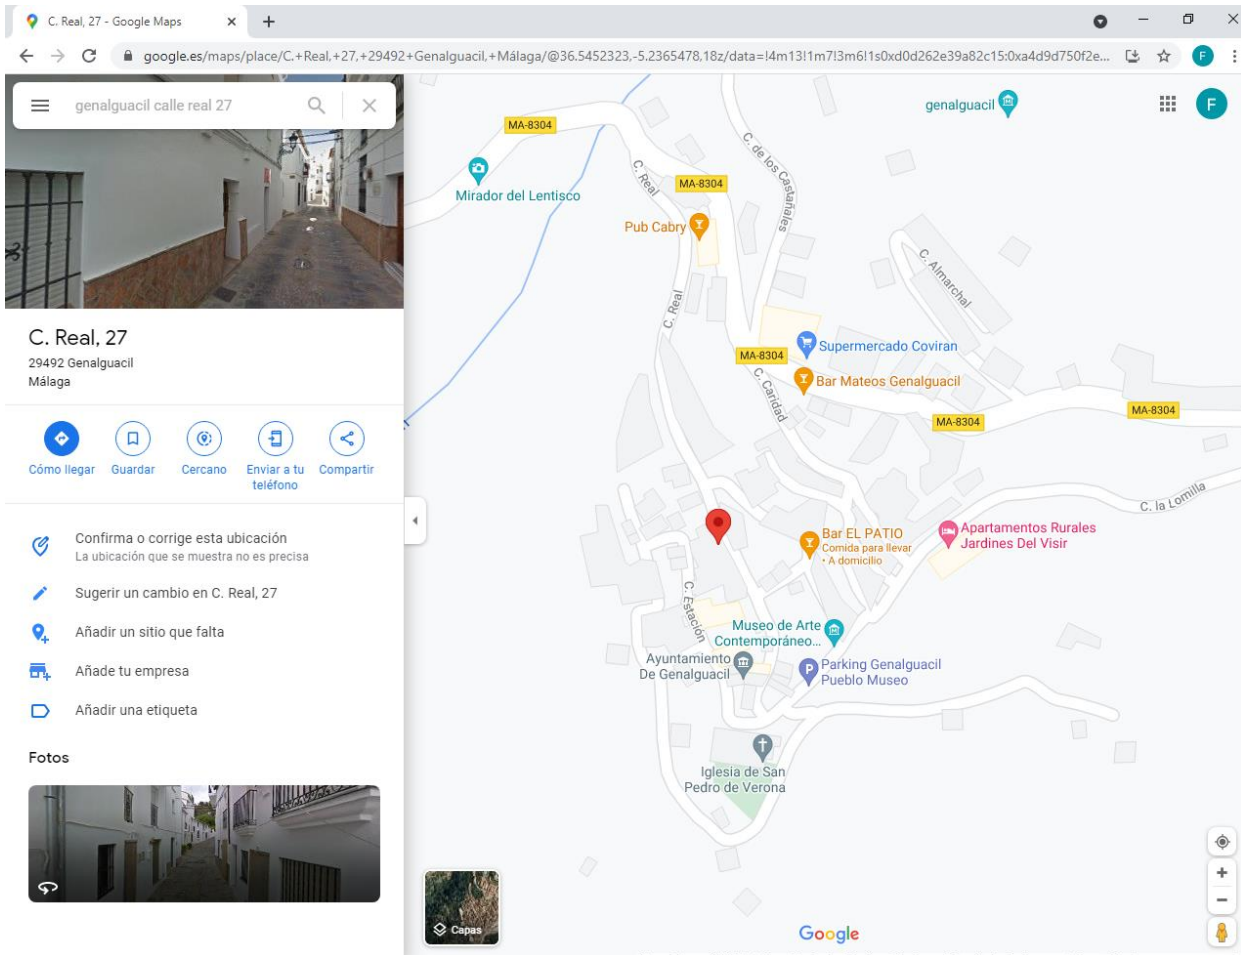 C. Real, 27 - Google Maps
google.es/maps/place/C.+Real,+27,+29492+Genalguacil,+Málaga/@36.5452323,-5.2365478,18z/data=!4m13!1m7!3m6!1s0xd0d262e39a82c15:0xa4d9d750f2e...
F
genalguacil calle real 27
C. Real, 27
29492 Genalguacil
Málaga
Cómo llegar
Guardar
Cercano
Enviar a tu
teléfono
Compartir
Confirma o corrige esta ubicación
La ubicación que se muestra no es precisa
Sugerir un cambio en C. Real, 27
Añadir un sitio que falta
Añade tu empresa
Añadir una etiqueta
Fotos
genalguacil
F
MA-8304
C. de los Castañales
C. Real
MA-8304
Mirador del Lentisco
Pub Cabry
C. Almarchal
C. Real
Supermercado Coviran
MA-8304
Bar Mateos Genalguacil
C. Caridad
MA-8304
MA-8304
C. la Lomilla
Bar EL PATIO
Comida para llevar
· A domicilio
Apartamentos Rurales
Jardines Del Visir
C. Estación
Museo de Arte
Contemporáneo...
Ayuntamiento
De Genalguacil
Parking Genalguacil
Pueblo Museo
Iglesia de San
Pedro de Verona
Capas
Google